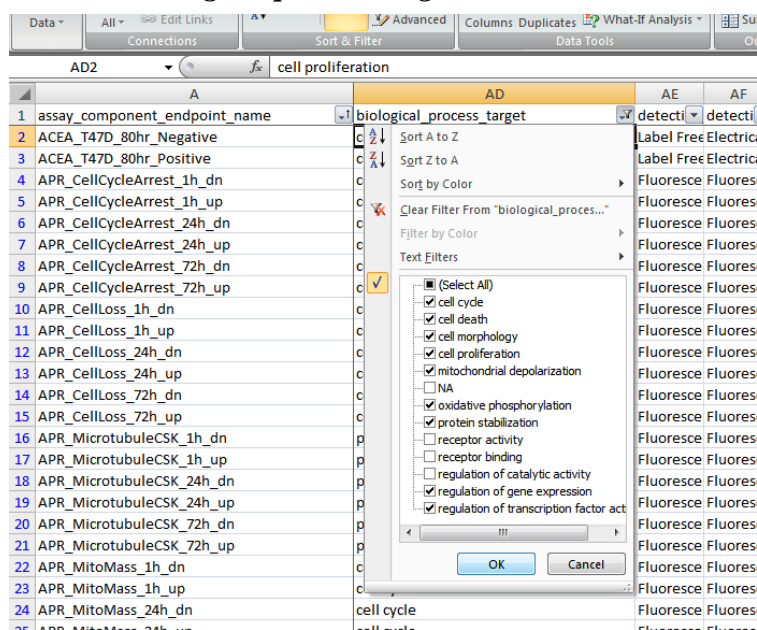 Data All Edit Links Advanced Columns Duplicates What-If Analysis
Connections Sort & Filter Data Tools
AD2 fx cell proliferation
A AD AE AF
1 assay_component_endpoint_name biological_process_target detecti detecti
2 ACEA_T47D_80hr_Negative Label Free Electrica
3 ACEA_T47D_80hr_Positive Label Free Electrica
4 APR_CellCycleArrest_1h_dn Fluoresce Fluores
5 APR_CellCycleArrest_1h_up Fluoresce Fluores
6 APR_CellCycleArrest_24h_dn Fluoresce Fluores
7 APR_CellCycleArrest_24h_up Fluoresce Fluores
8 APR_CellCycleArrest_72h_dn Fluoresce Fluores
9 APR_CellCycleArrest_72h_up Fluoresce Fluores
10 APR_CellLoss_1h_dn Fluoresce Fluores
11 APR_CellLoss_1h_up Fluoresce Fluores
12 APR_CellLoss_24h_dn Fluoresce Fluores
13 APR_CellLoss_24h_up Fluoresce Fluores
14 APR_CellLoss_72h_dn Fluoresce Fluores
15 APR_CellLoss_72h_up Fluoresce Fluores
16 APR_MicrotubuleCSK_1h_dn Fluoresce Fluores
17 APR_MicrotubuleCSK_1h_up Fluoresce Fluores
18 APR_MicrotubuleCSK_24h_dn Fluoresce Fluores
19 APR_MicrotubuleCSK_24h_up Fluoresce Fluores
20 APR_MicrotubuleCSK_72h_dn Fluoresce Fluores
21 APR_MicrotubuleCSK_72h_up Fluoresce Fluores
22 APR_MitoMass_1h_dn Fluoresce Fluores
23 APR_MitoMass_1h_up Fluoresce Fluores
24 APR_MitoMass_24h_dn cell cycle Fluoresce Fluores
Sort A to Z
Sort Z to A
Sort by Color
Clear Filter From "biological_proces..."
Filter by Color
Text Filters
(Select All)
cell cycle
cell death
cell morphology
cell proliferation
mitochondrial depolarization
NA
oxidative phosphorylation
protein stabilization
receptor activity
receptor binding
regulation of catalytic activity
regulation of gene expression
regulation of transcription factor acti
OK Cancel